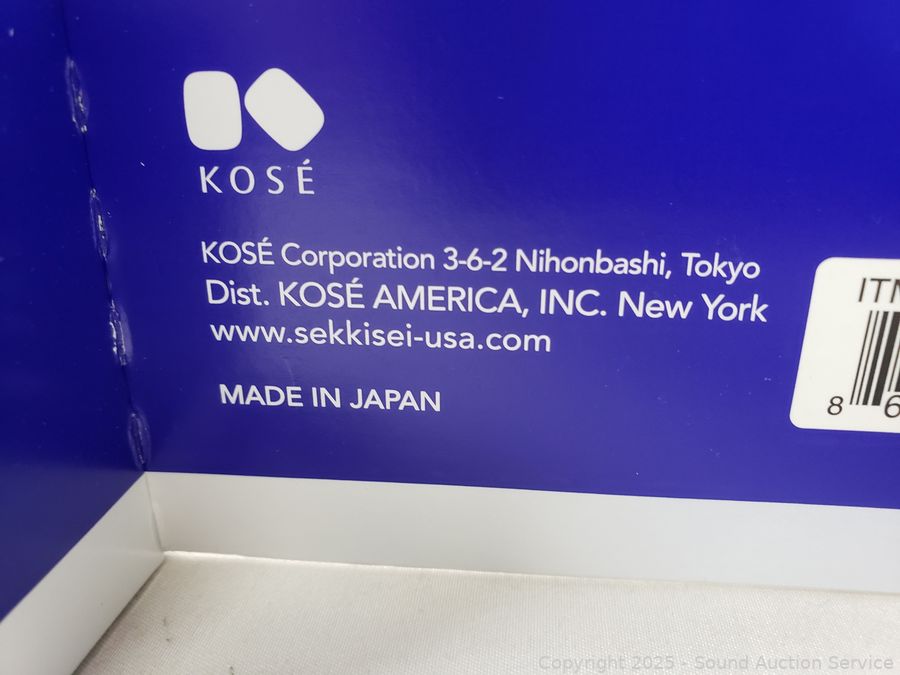 KOSÉ
KOSÉ Corporation 3-6-2 Nihonbashi, Tokyo
Dist. KOSÉ AMERICA, INC. New York
www.sekkisei-usa.com
MADE IN JAPAN
8
Copyright 2025 - Sound Auction Service